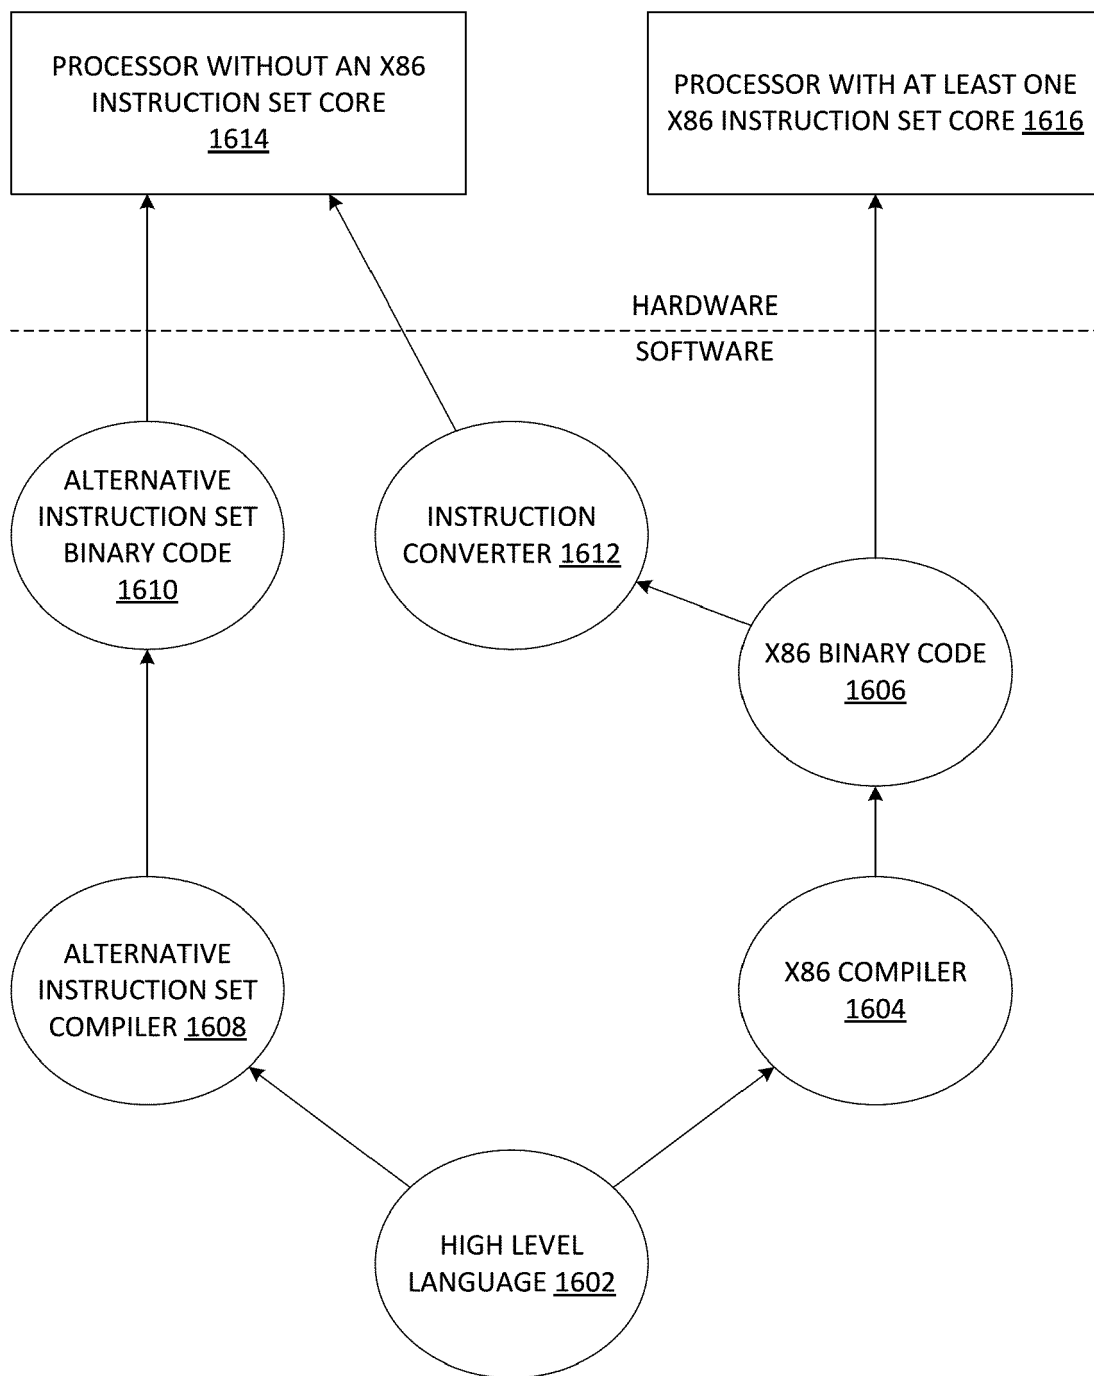 PROCESSOR WITHOUT AN X86
INSTRUCTION SET CORE
1614
PROCESSOR WITH AT LEAST ONE
X86 INSTRUCTION SET CORE 1616
HARDWARE
SOFTWARE
ALTERNATIVE
INSTRUCTION SET
BINARY CODE
1610
INSTRUCTION
CONVERTER 1612
X86 BINARY CODE
1606
ALTERNATIVE
INSTRUCTION SET
COMPILER 1608
X86 COMPILER
1604
HIGH LEVEL
LANGUAGE 1602